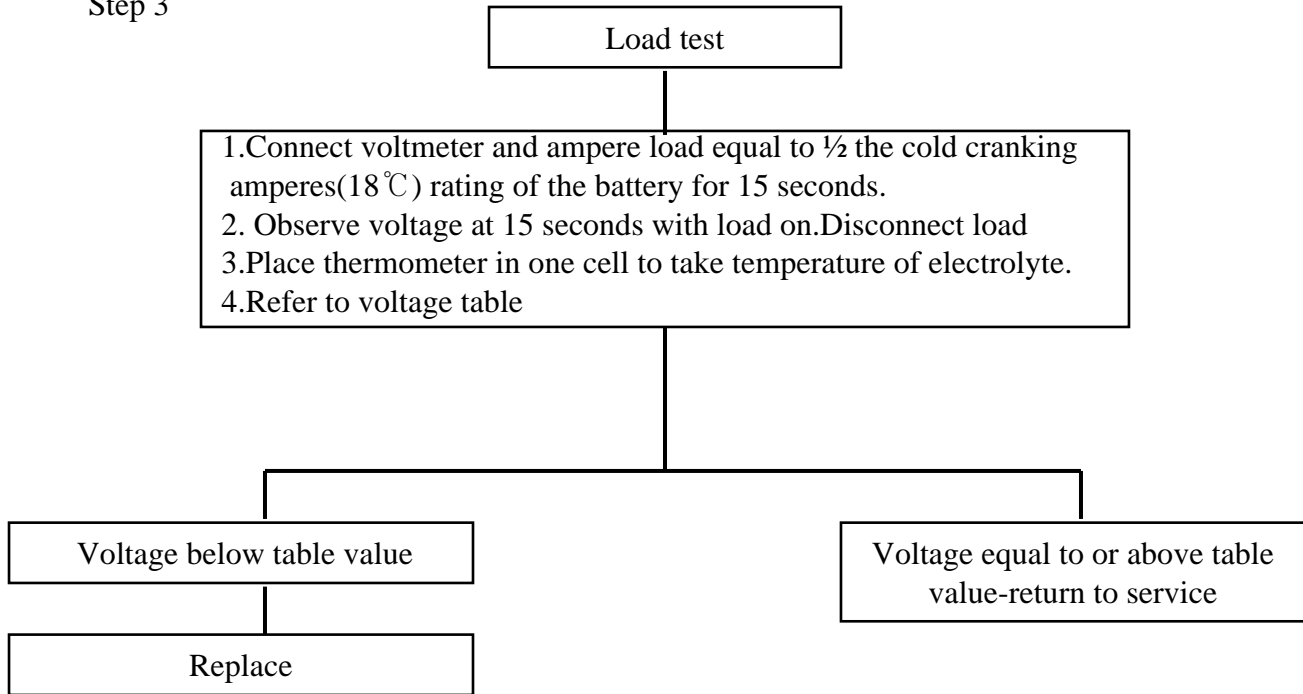 Step 3
Load test
1.Connect voltmeter and ampere load equal to ½ the cold cranking
amperes(18℃) rating of the battery for 15 seconds.
2. Observe voltage at 15 seconds with load on.Disconnect load
3.Place thermometer in one cell to take temperature of electrolyte.
4.Refer to voltage table
Voltage below table value
Voltage equal to or above table
value-return to service
Replace